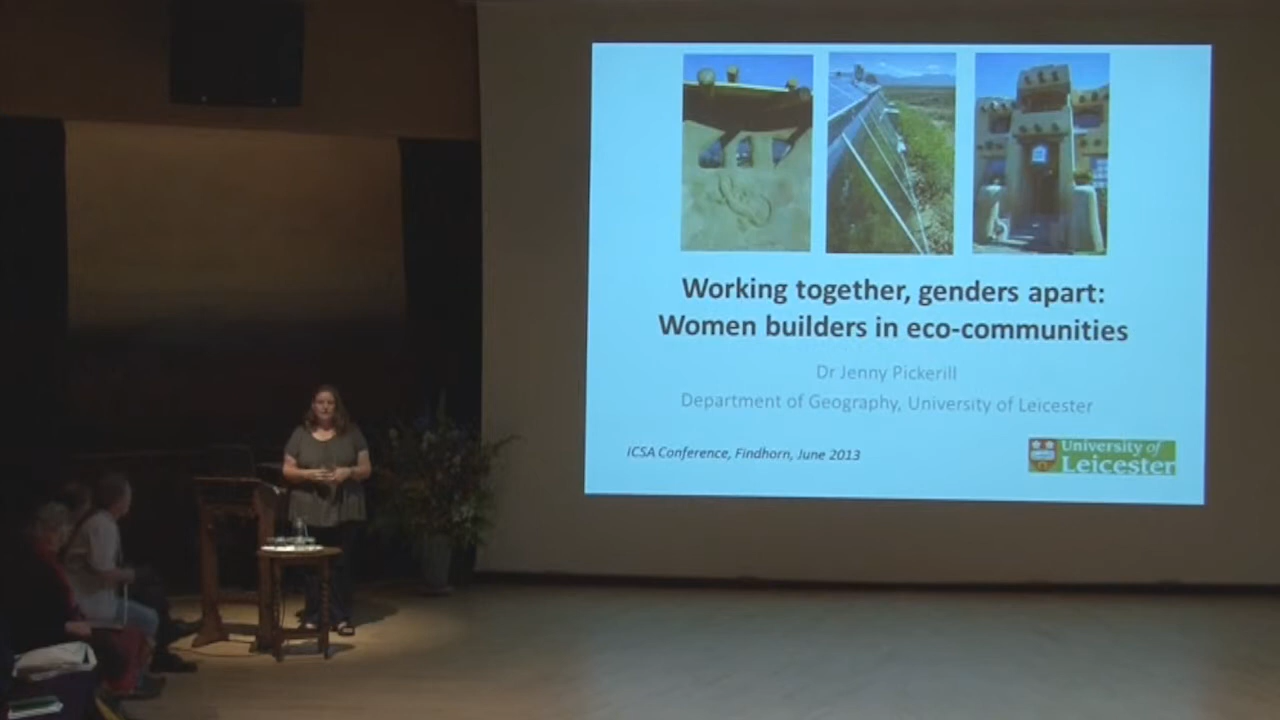 Working together, genders apart:
Women builders in eco-communities
Dr Jenny Pickerill
Department of Geography, University of Leicester
ICSA Conference, Findhorn, June 2013
University of
Leicester